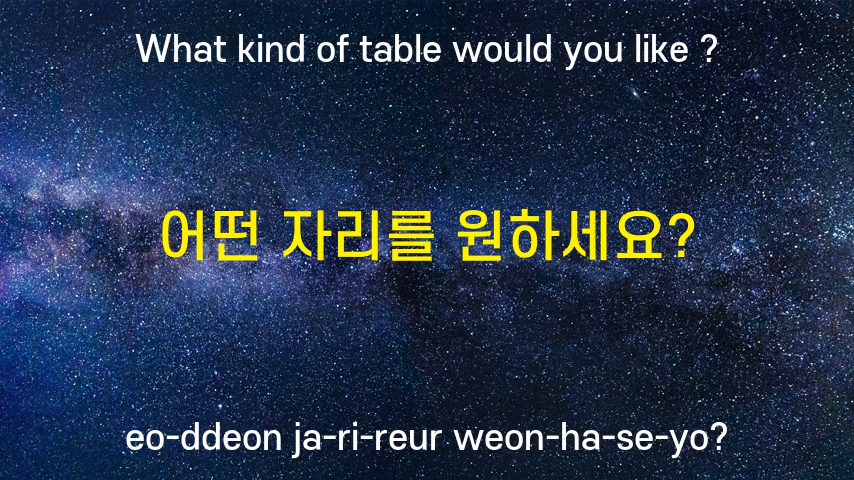 What kind of table would you like ?
어떤 자리를 원하세요?
eo-ddeon ja-ri-reur weon-ha-se-yo?